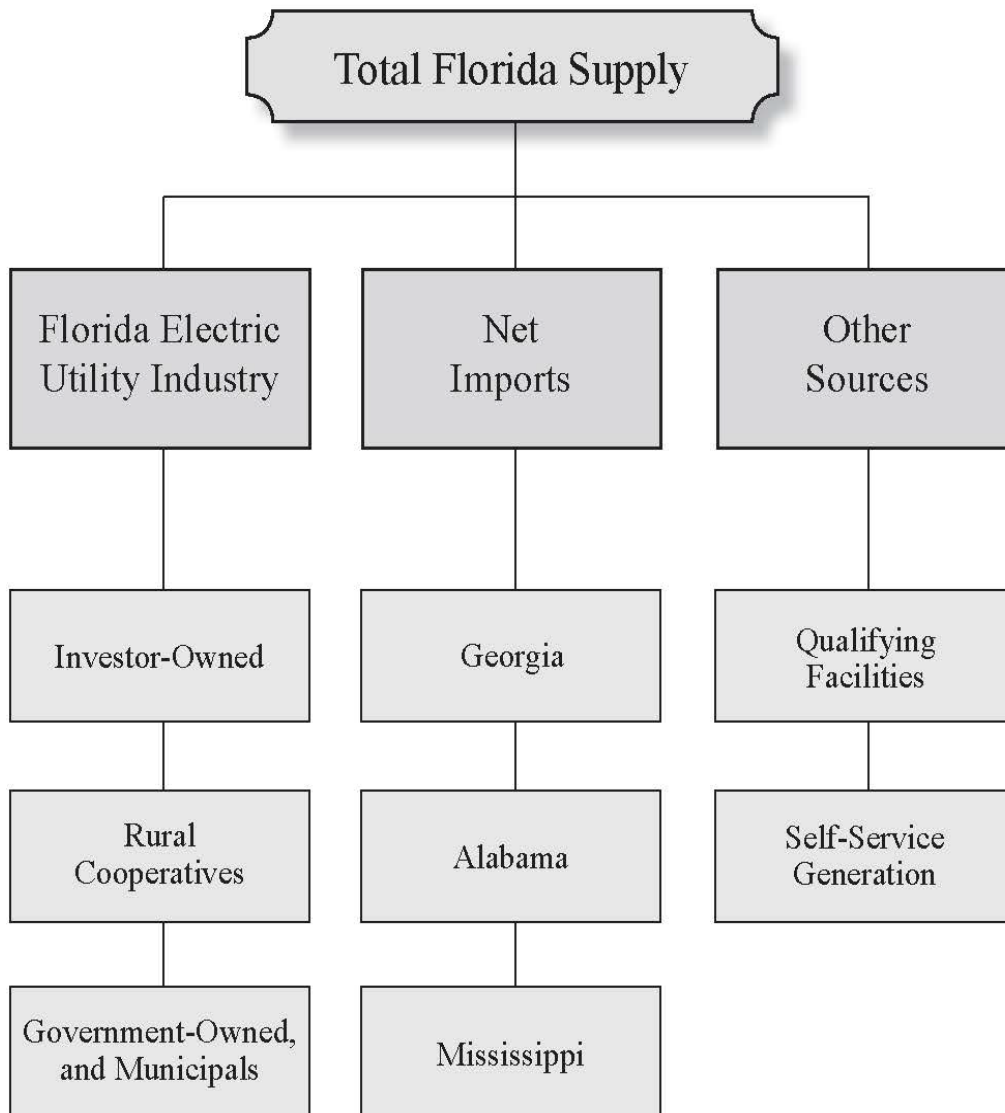 Total Florida Supply
Florida Electric
Utility Industry
Net
Imports
Other
Sources
Investor-Owned
Georgia
Qualifying
Facilities
Rural
Cooperatives
Alabama
Self-Service
Generation
Government-Owned,
and Municipals
Mississippi